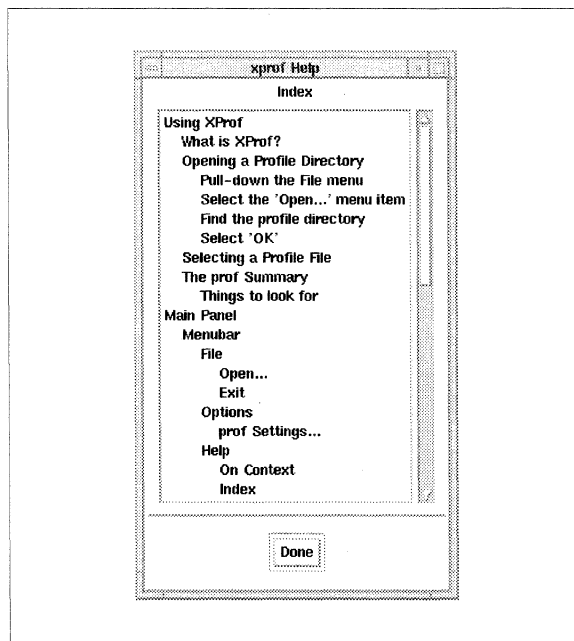 xprof Help
Index
Using XProf
What is XProf?
Opening a Profile Directory
Pull-down the File menu
Select the 'Open...' menu item
Find the profile directory
Select 'OK'
Selecting a Profile File
The prof Summary
Things to look for
Main Panel
Menubar
File
Open...
Exit
Options
prof Settings...
Help
On Context
Index
Done